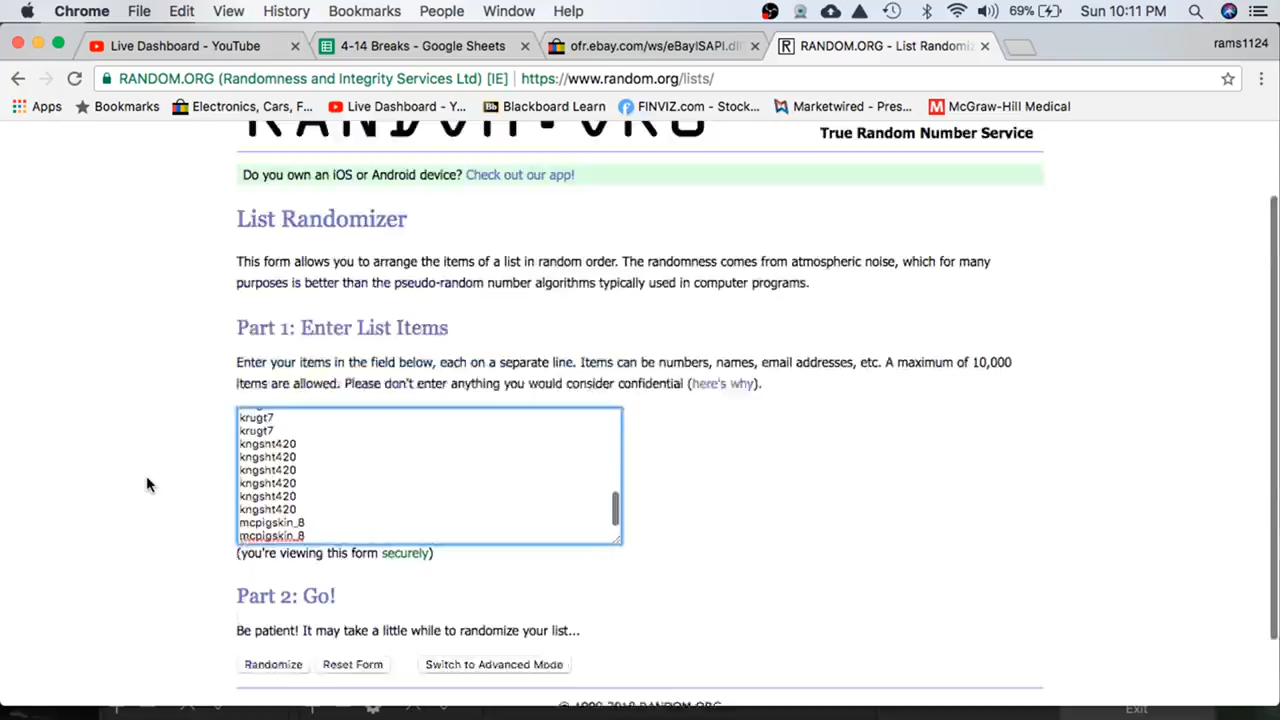 Chrome File Edit View History Bookmarks People Window Help 69% Sun 10:11 PM
Live Dashboard - YouTube × 4-14 Breaks - Google Sheets × ofr.ebay.com/ws/eBayISAPI.dll × RANDOM.ORG - List Randomiz × rams1124
RANDOM.ORG (Randomness and Integrity Services Ltd) [IE] | https://www.random.org/lists/
Apps Bookmarks Electronics, Cars, F... Live Dashboard - Y... Bb Blackboard Learn FINVIZ.com - Stock... Marketwired - Pres... M McGraw-Hill Medical
RANDOM.ORG
True Random Number Service
Do you own an iOS or Android device? Check out our app!
List Randomizer
This form allows you to arrange the items of a list in random order. The randomness comes from atmospheric noise, which for many
purposes is better than the pseudo-random number algorithms typically used in computer programs.
Part 1: Enter List Items
Enter your items in the field below, each on a separate line. Items can be numbers, names, email addresses, etc. A maximum of 10,000
items are allowed. Please don't enter anything you would consider confidential (here's why).
krugt7
krugt7
kngsht420
kngsht420
kngsht420
kngsht420
kngsht420
kngsht420
mcpigskin_8
mcpigskin_8
(you're viewing this form securely)
Part 2: Go!
Be patient! It may take a little while to randomize your list...
Randomize Reset Form Switch to Advanced Mode
Exit